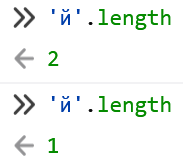 >> 'й'.length
← 2
>> 'й'.length
← 1